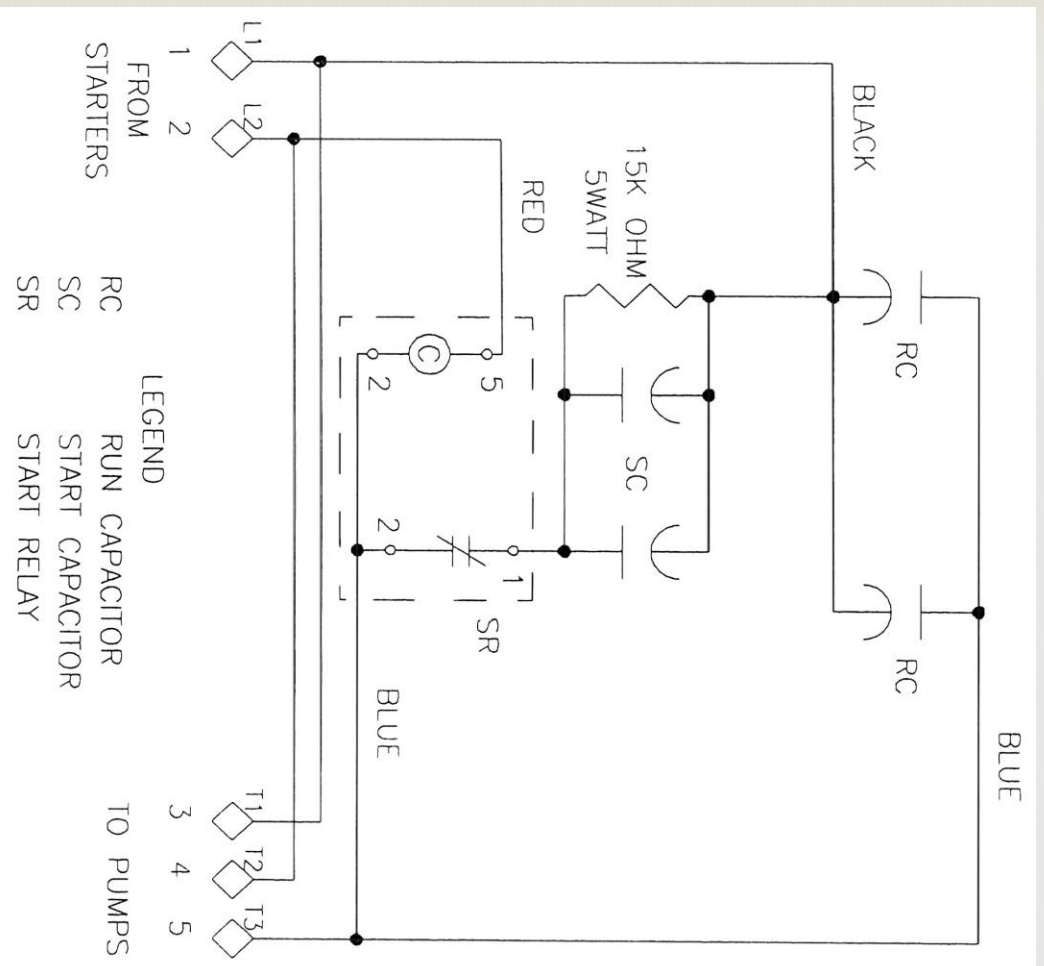 BLUE
BLACK
RC
RC
15K OHM
5WATT
SC
RED
5
C
2
1
2
SR
BLUE
L1
L2
1
2
FROM
STARTERS
T1
T2
T3
3
4
5
TO PUMPS
LEGEND
RC RUN CAPACITOR
SC START CAPACITOR
SR START RELAY